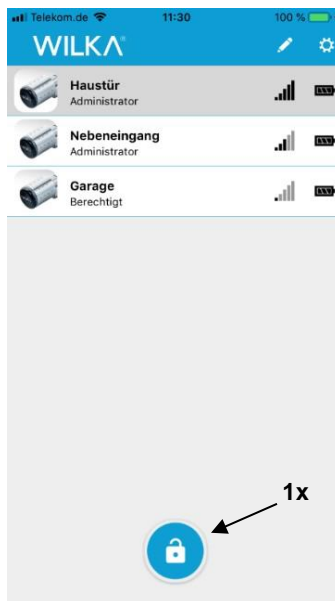 Telekom.de 11:30 100 %
WILKA®
Haustür
Administrator
Nebeneingang
Administrator
Garage
Berechtigt
1x